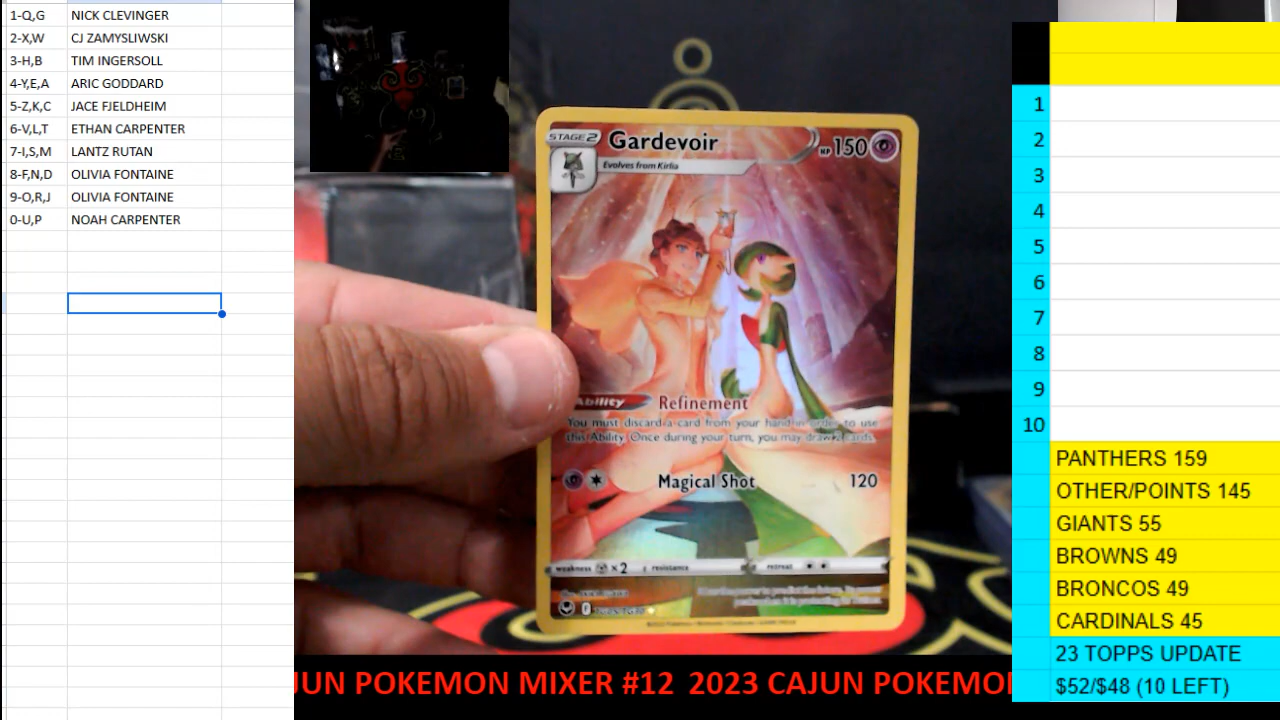 1-Q,G NICK CLEVINGER
2-X,W CJ ZAMYSLIWSKI
3-H,B TIM INGERSOLL
4-Y,E,A ARIC GODDARD
5-Z,K,C JACE FJELDHEIM
6-V,L,T ETHAN CARPENTER
7-I,S,M LANTZ RUTAN
8-F,N,D OLIVIA FONTAINE
9-O,R,J OLIVIA FONTAINE
0-U,P NOAH CARPENTER
STAGE 2 Gardevoir HP 150
Evolves from Kirlia
Ability Refinement
You must discard a card from your hand in order to use
this Ability. Once during your turn, you may draw 2 cards.
Magical Shot 120
weakness ×2 resistance retreat
JUN POKEMON MIXER #12 2023 CAJUN POKEMO
1
2
3
4
5
6
7
8
9
10
PANTHERS 159
OTHER/POINTS 145
GIANTS 55
BROWNS 49
BRONCOS 49
CARDINALS 45
23 TOPPS UPDATE
$52/$48 (10 LEFT)